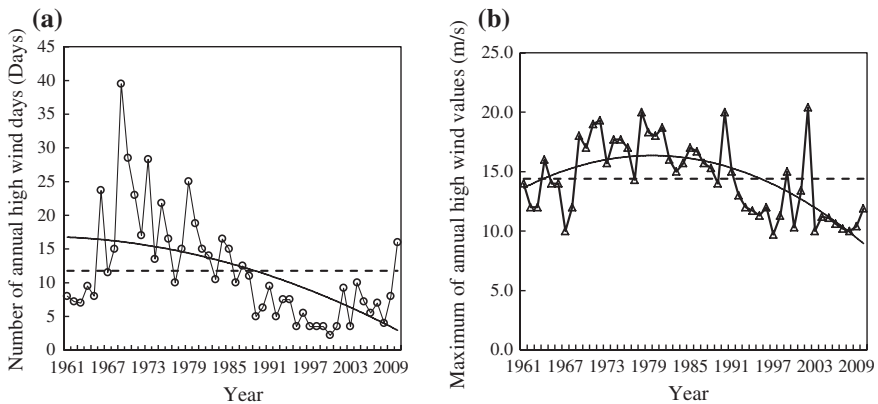 (a)
Number of annual high wind days (Days)
45
40
35
30
25
20
15
10
5
0
1961 1967 1973 1979 1985 1991 1997 2003 2009
Year
(b)
Maximum of annual high wind values (m/s)
25.0
20.0
15.0
10.0
5.0
0.0
1961 1967 1973 1979 1985 1991 1997 2003 2009
Year